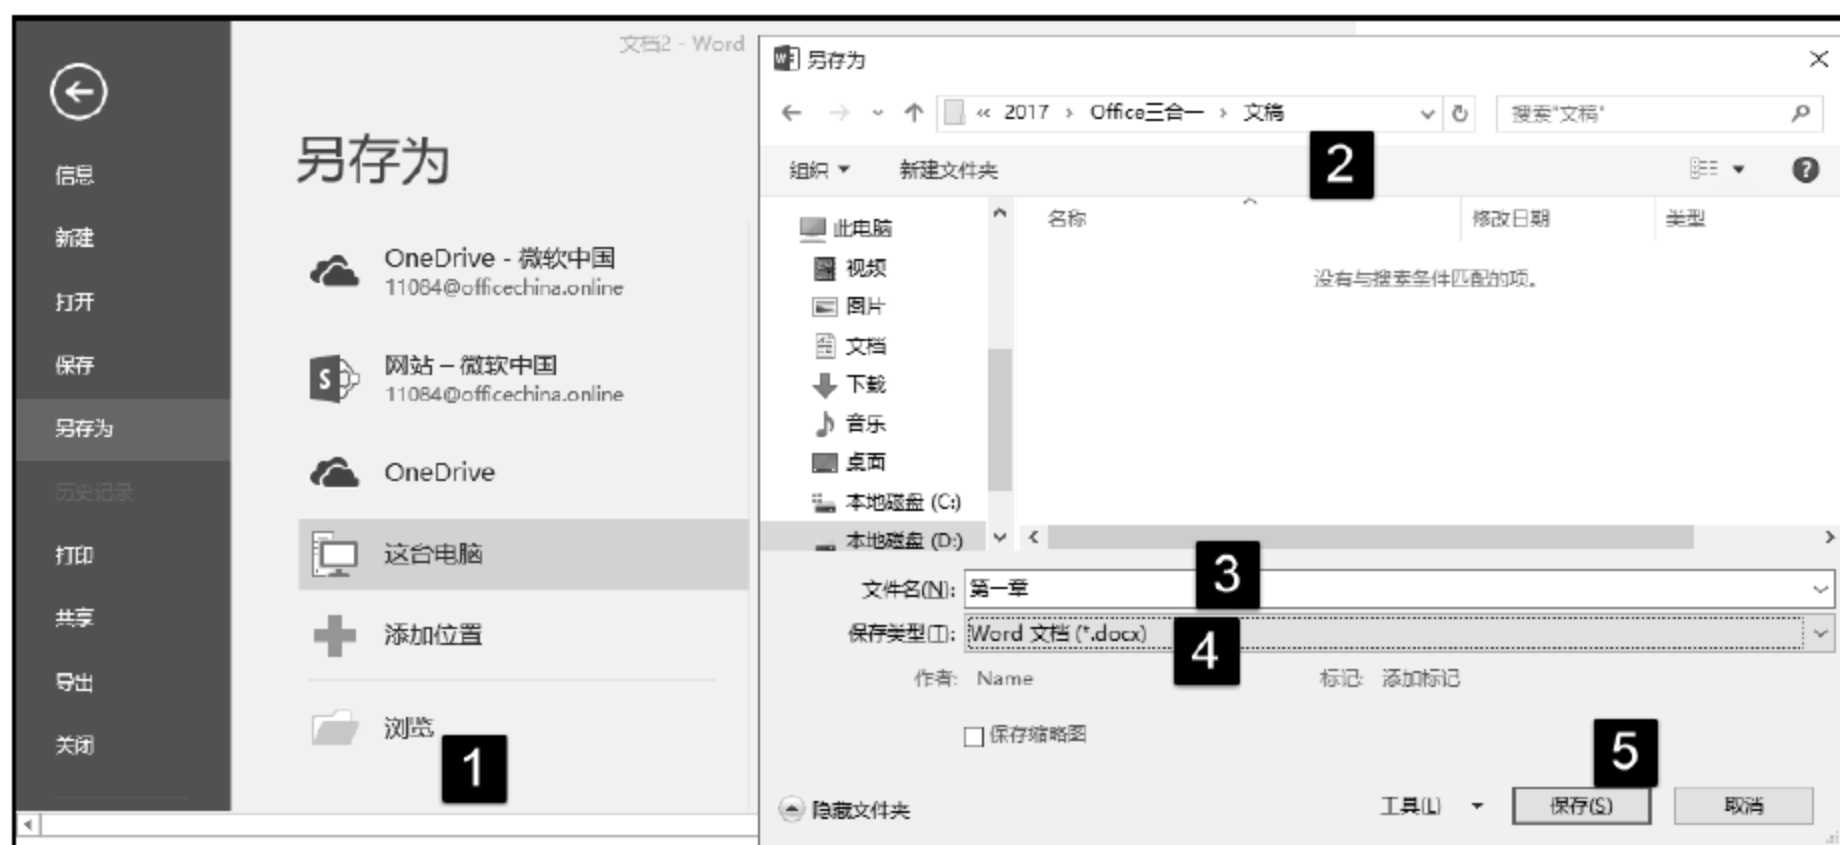 文档2 - Word
信息
新建
打开
保存
另存为
历史记录
打印
共享
导出
关闭
另存为
OneDrive - 微软中国
11084@officechina.online
网站 – 微软中国
11084@officechina.online
OneDrive
这台电脑
添加位置
浏览
1
另存为
« 2017 › Office三合一 › 文稿
搜索"文稿"
2
组织
新建文件夹
此电脑
视频
图片
文档
下载
音乐
桌面
本地磁盘 (C:)
本地磁盘 (D:)
名称
修改日期
类型
没有与搜索条件匹配的项。
3
文件名(N): 第一章
保存类型(T): Word 文档 (*.docx)
4
作者: Name
标记: 添加标记
保存缩略图
5
隐藏文件夹
工具(L)
保存(S)
取消